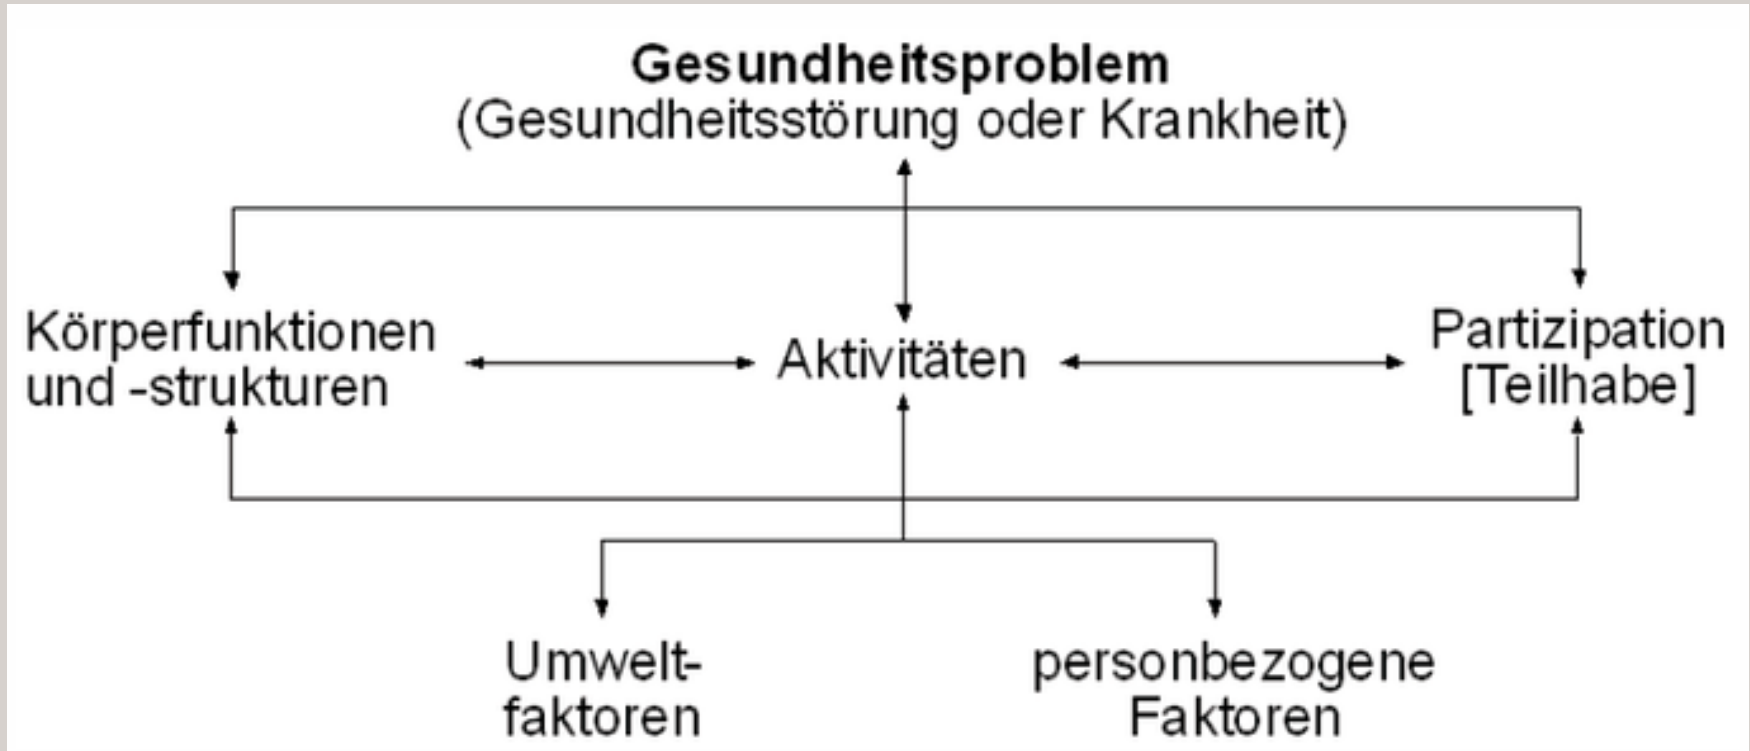 Gesundheitsproblem
(Gesundheitsstörung oder Krankheit)
Körperfunktionen
und -strukturen
Aktivitäten
Partizipation
[Teilhabe]
Umwelt-
faktoren
personbezogene
Faktoren